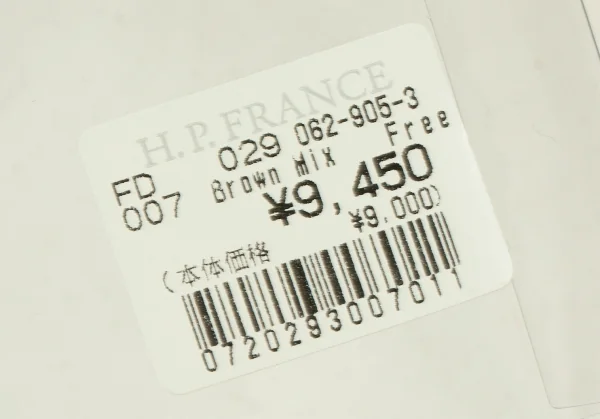 H.P.FRANCE
FD 029 062-905-3
007 Brown Mix Free
¥9,450
(本体価格 ¥9,000)
0720293007011